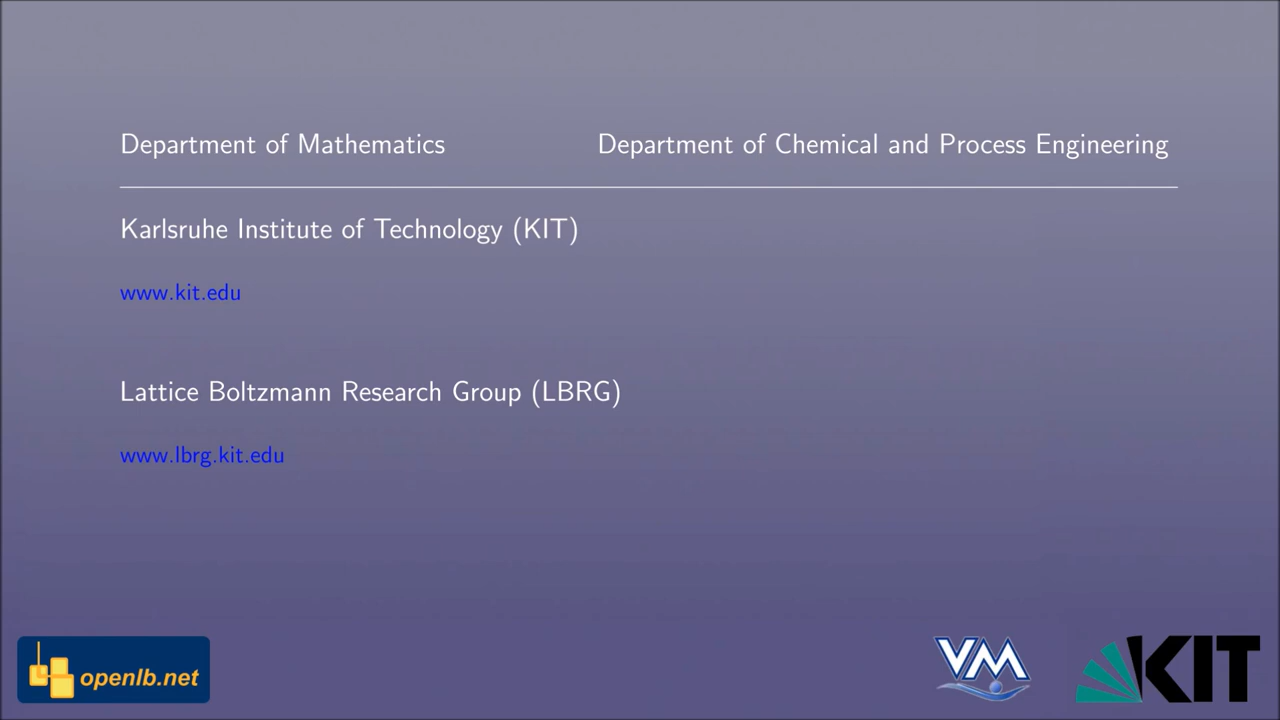 Department of Mathematics Department of Chemical and Process Engineering
Karlsruhe Institute of Technology (KIT)
www.kit.edu
Lattice Boltzmann Research Group (LBRG)
www.lbrg.kit.edu
openlb.net VM KIT